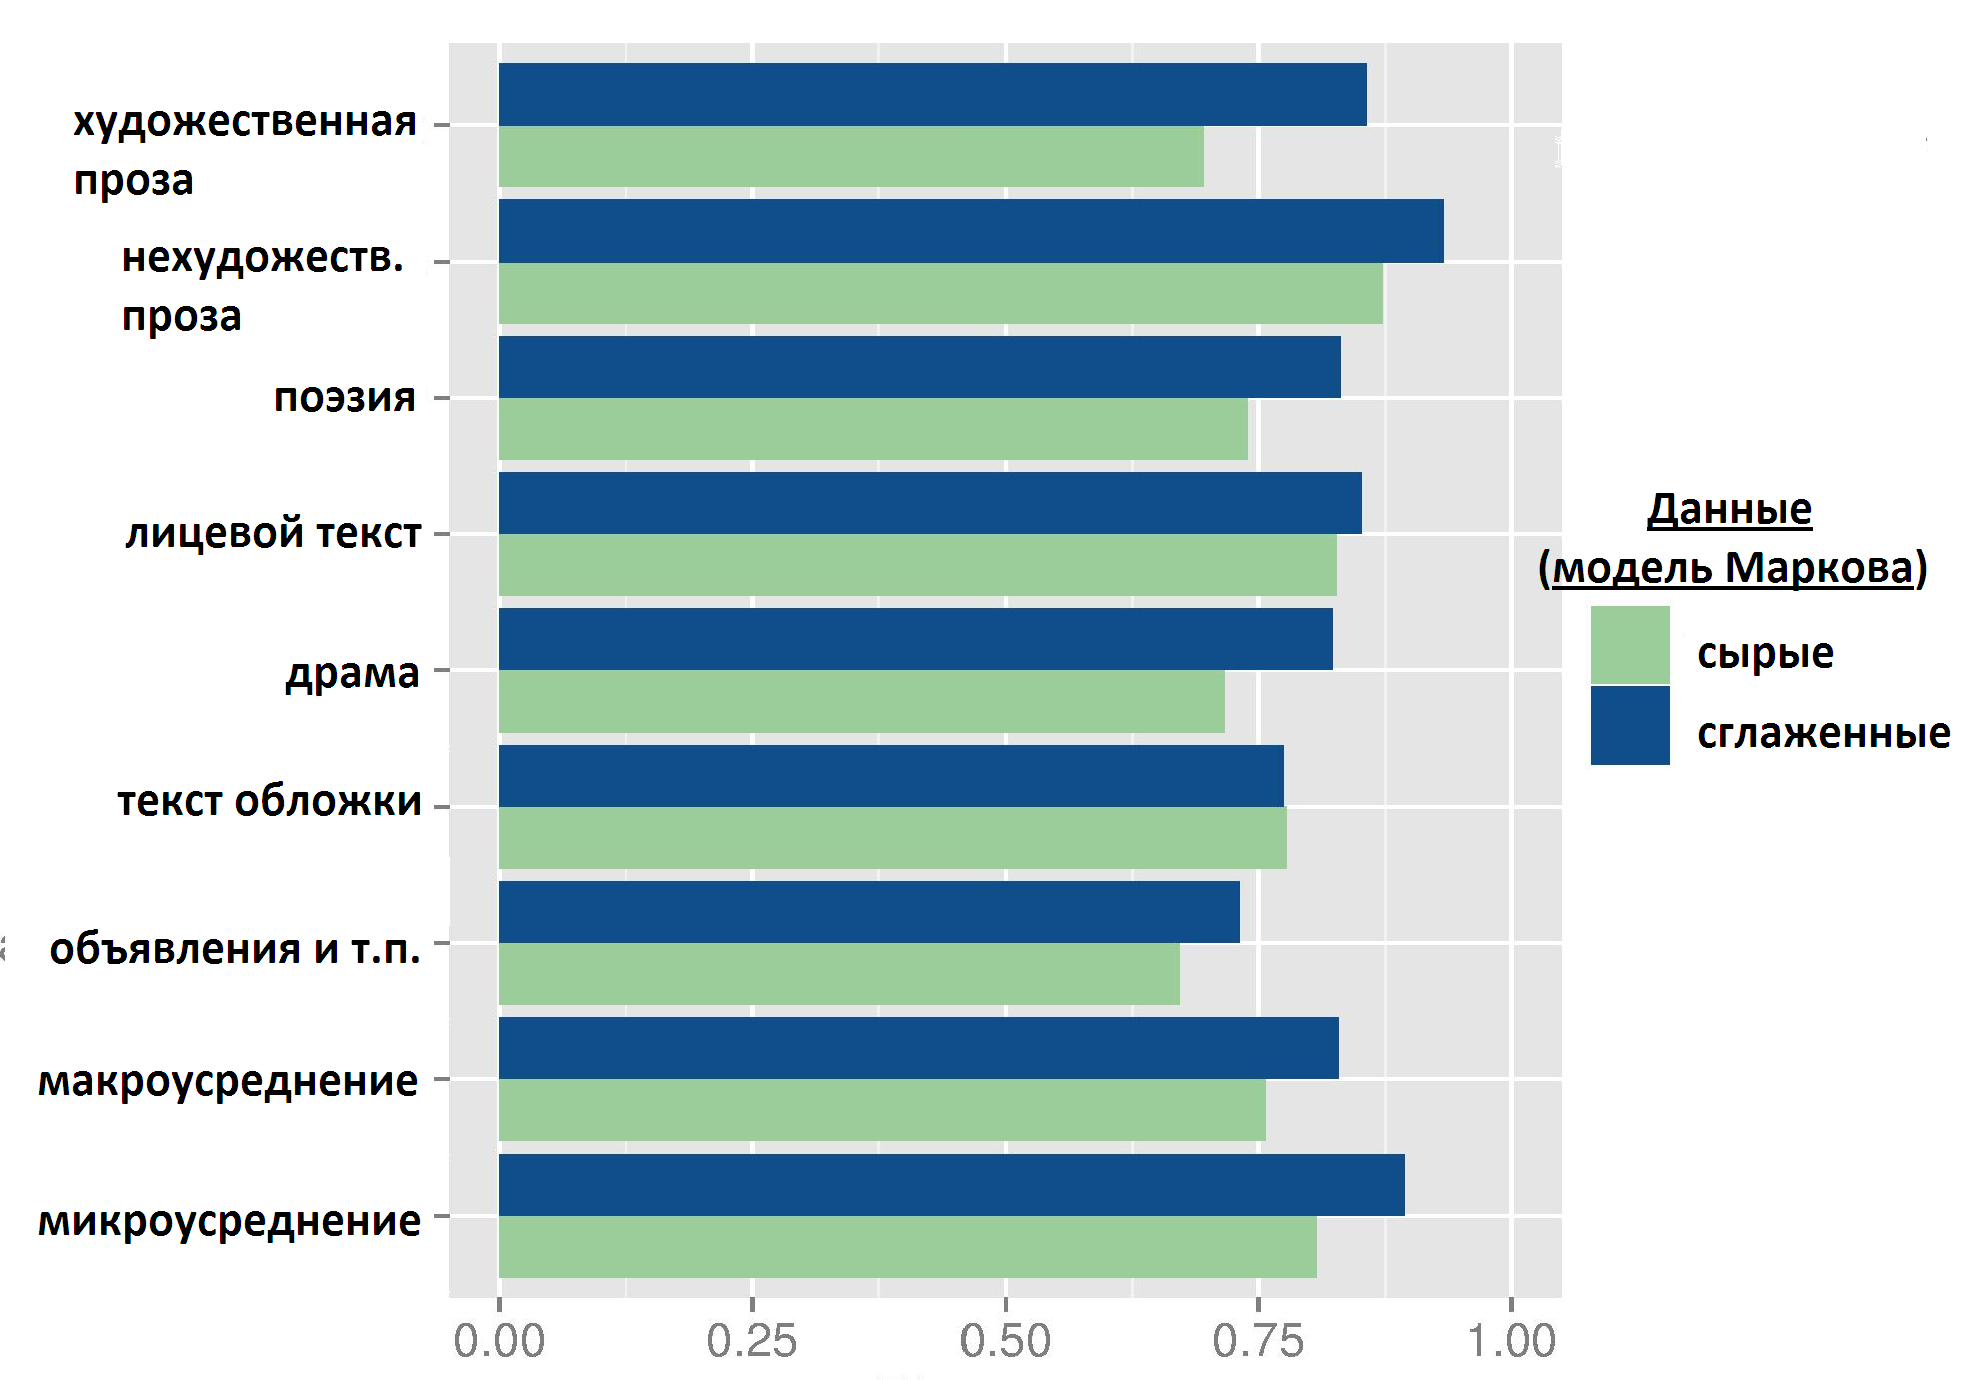 художественная
проза
нехудожеств.
проза
поэзия
лицевой текст
драма
текст обложки
объявления и т.п.
макроусреднение
микроусреднение
0.00 0.25 0.50 0.75 1.00
Данные
(модель Маркова)
сырые
сглаженные